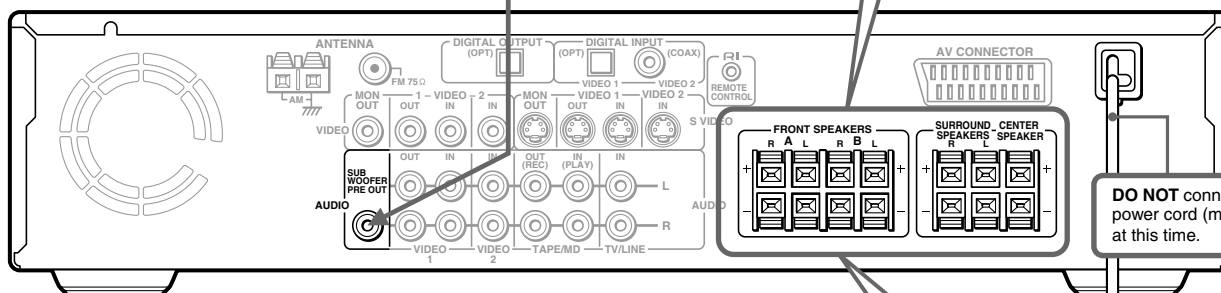 ANTENNA
AM
FM 75Ω
DIGITAL OUTPUT
(OPT)
DIGITAL INPUT
(OPT)
(COAX)
VIDEO 1
VIDEO 2
RI
REMOTE
CONTROL
AV CONNECTOR
MON
OUT
1 – VIDEO – 2
OUT
IN
IN
VIDEO
MON
OUT
VIDEO 1
OUT
IN
VIDEO 2
IN
S VIDEO
SUB
WOOFER
PRE OUT
AUDIO
OUT
IN
IN
OUT
(REC)
IN
(PLAY)
IN
L
R
AUDIO
VIDEO
1
VIDEO
2
TAPE/MD
TV/LINE
FRONT SPEAKERS
R A L R B L
+
–
SURROUND
SPEAKERS
R L
CENTER
SPEAKER
+
–
DO NOT conn
power cord (m
at this time.